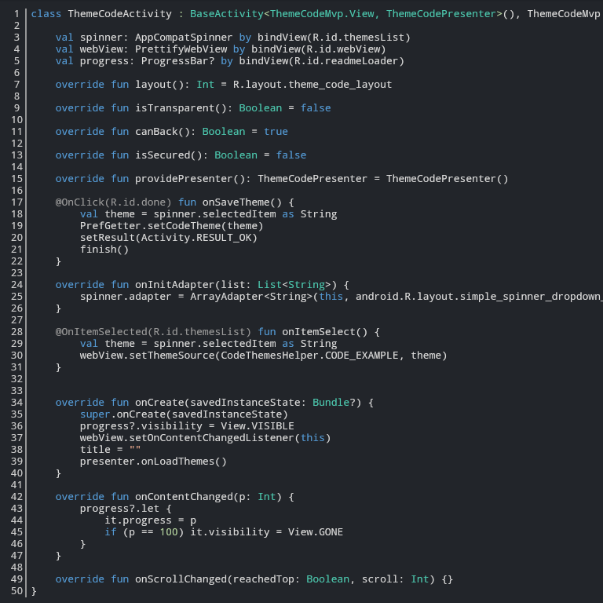 1 class ThemeCodeActivity : BaseActivity<ThemeCodeMvp.View, ThemeCodePresenter>(), ThemeCodeMvp
2
3     val spinner: AppCompatSpinner by bindView(R.id.themesList)
4     val webView: PrettifyWebView by bindView(R.id.webView)
5     val progress: ProgressBar? by bindView(R.id.readmeLoader)
6
7     override fun layout(): Int = R.layout.theme_code_layout
8
9     override fun isTransparent(): Boolean = false
10
11     override fun canBack(): Boolean = true
12
13     override fun isSecured(): Boolean = false
14
15     override fun providePresenter(): ThemeCodePresenter = ThemeCodePresenter()
16
17     @OnClick(R.id.done) fun onSaveTheme() {
18         val theme = spinner.selectedItem as String
19         PrefGetter.setCodeTheme(theme)
20         setResult(Activity.RESULT_OK)
21         finish()
22     }
23
24     override fun onInitAdapter(list: List<String>) {
25         spinner.adapter = ArrayAdapter<String>(this, android.R.layout.simple_spinner_dropdown_
26     }
27
28     @OnItemSelected(R.id.themesList) fun onItemSelect() {
29         val theme = spinner.selectedItem as String
30         webView.setThemeSource(CodeThemesHelper.CODE_EXAMPLE, theme)
31     }
32
33
34     override fun onCreate(savedInstanceState: Bundle?) {
35         super.onCreate(savedInstanceState)
36         progress?.visibility = View.VISIBLE
37         webView.setOnContentChangedListener(this)
38         title = ""
39         presenter.onLoadThemes()
40     }
41
42     override fun onContentChanged(p: Int) {
43         progress?.let {
44             it.progress = p
45             if (p == 100) it.visibility = View.GONE
46         }
47     }
48
49     override fun onScrollChanged(reachedTop: Boolean, scroll: Int) {}
50 }